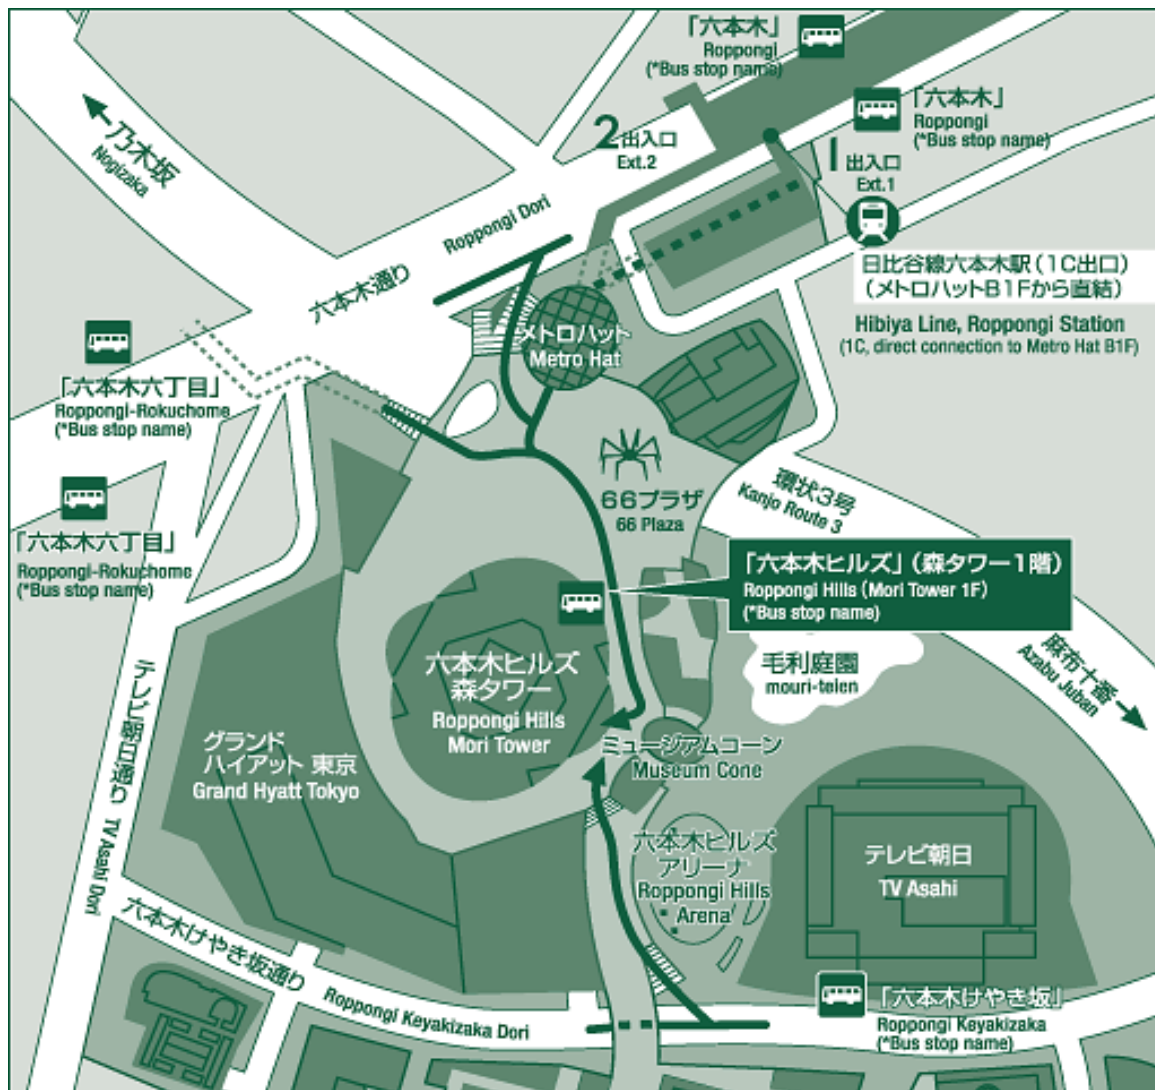 「六本木」
Roppongi
(*Bus stop name)
「六本木」
Roppongi
(*Bus stop name)
2 出入口
Ext.2
1 出入口
Ext.1
乃木坂
Nogizaka
六本木通り Roppongi Dori
日比谷線六本木駅(1C出口)
(メトロハットB1Fから直結)
Hibiya Line, Roppongi Station
(1C, direct connection to Metro Hat B1F)
メトロハット
Metro Hat
「六本木六丁目」
Roppongi-Rokuchome
(*Bus stop name)
「六本木六丁目」
Roppongi-Rokuchome
(*Bus stop name)
66プラザ
66 Plaza
環状3号
Kanjo Route 3
「六本木ヒルズ」(森タワー1階)
Roppongi Hills (Mori Tower 1F)
(*Bus stop name)
毛利庭園
mouri-teien
麻布十番
Azabu Juban
六本木ヒルズ
森タワー
Roppongi Hills
Mori Tower
グランド
ハイアット 東京
Grand Hyatt Tokyo
ミュージアムコーン
Museum Cone
六本木ヒルズ
アリーナ
Roppongi Hills
Arena
テレビ朝日
TV Asahi
テレビ朝日通り TV Asahi Dori
六本木けやき坂通り Roppongi Keyakizaka Dori
「六本木けやき坂」
Roppongi Keyakizaka
(*Bus stop name)